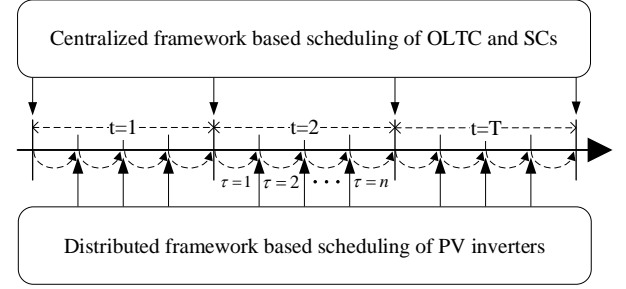 Centralized framework based scheduling of OLTC and SCs
t=1 t=2 t=T
τ=1 τ=2 ··· τ=n
Distributed framework based scheduling of PV inverters